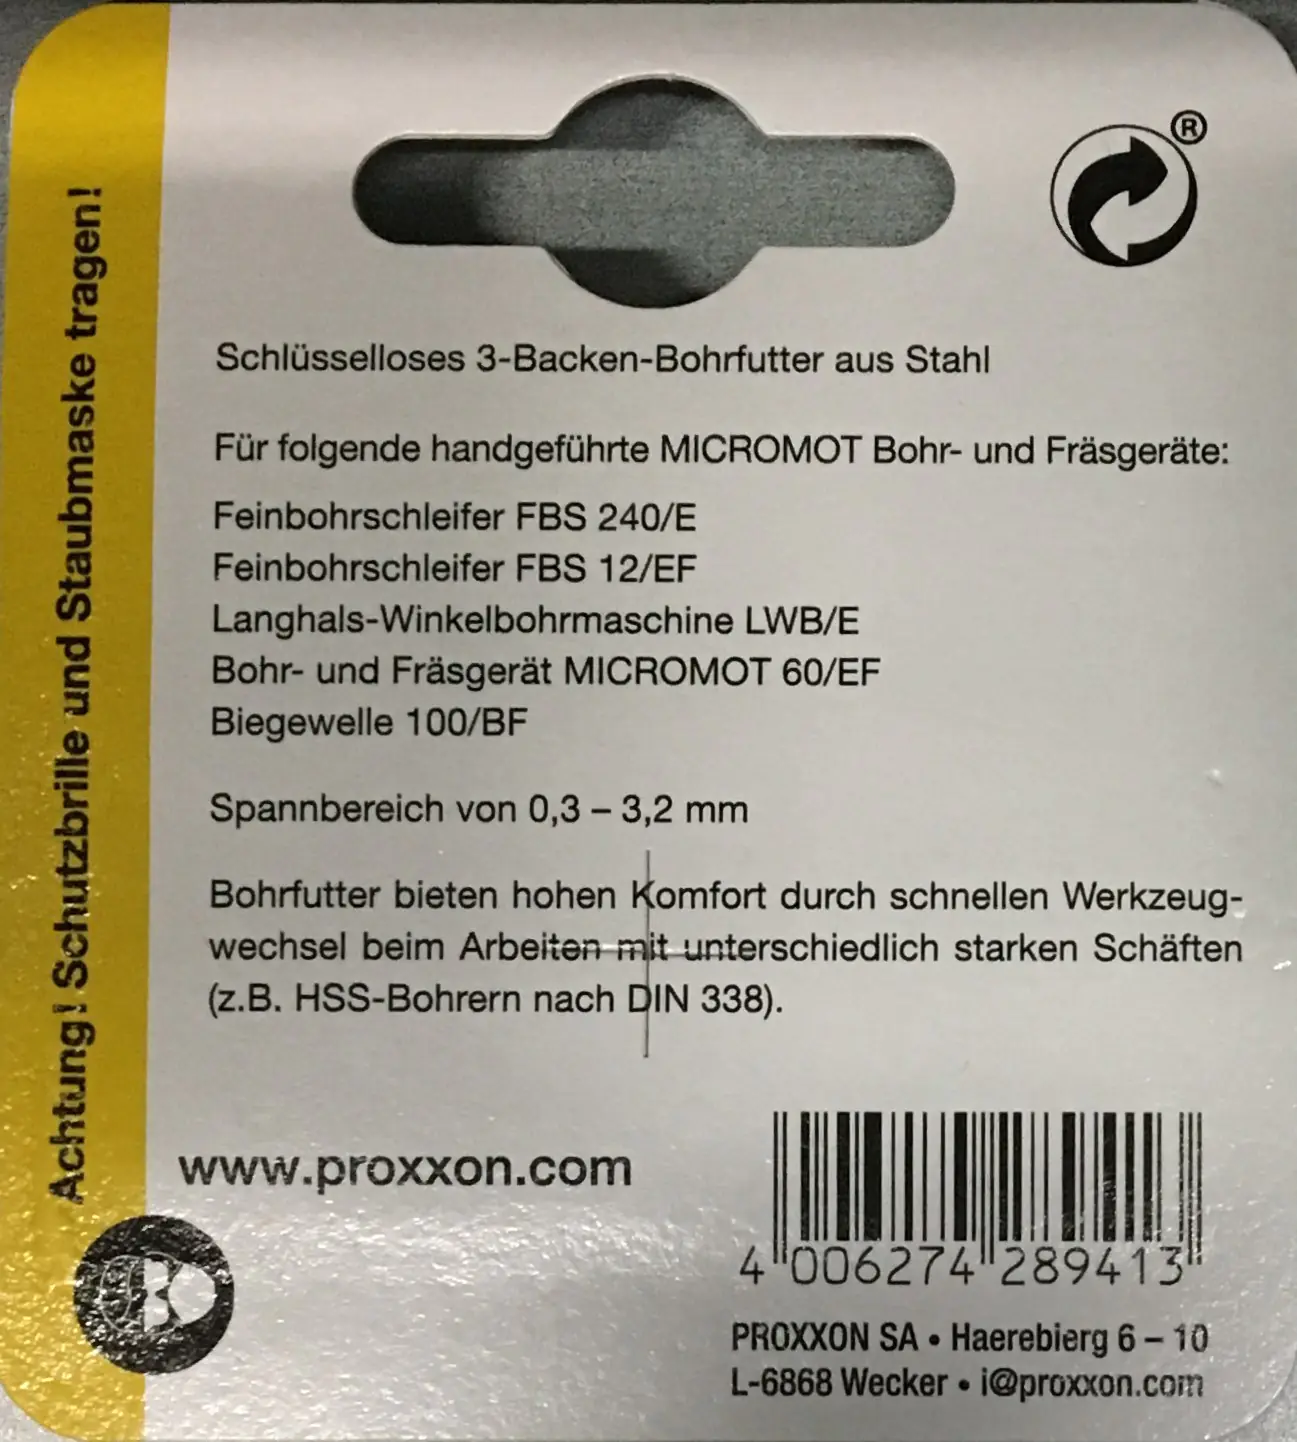 ®
Achtung! Schutzbrille und Staubmaske tragen!
Schlüsselloses 3-Backen-Bohrfutter aus Stahl
Für folgende handgeführte MICROMOT Bohr- und Fräsgeräte:
Feinbohrschleifer FBS 240/E
Feinbohrschleifer FBS 12/EF
Langhals-Winkelbohrmaschine LWB/E
Bohr- und Fräsgerät MICROMOT 60/EF
Biegewelle 100/BF
Spannbereich von 0,3 – 3,2 mm
Bohrfutter bieten hohen Komfort durch schnellen Werkzeug-
wechsel beim Arbeiten mit unterschiedlich starken Schäften
(z.B. HSS-Bohrern nach DIN 338).
www.proxxon.com
4 006274 289413
PROXXON SA • Haerebierg 6 – 10
L-6868 Wecker • i@proxxon.com